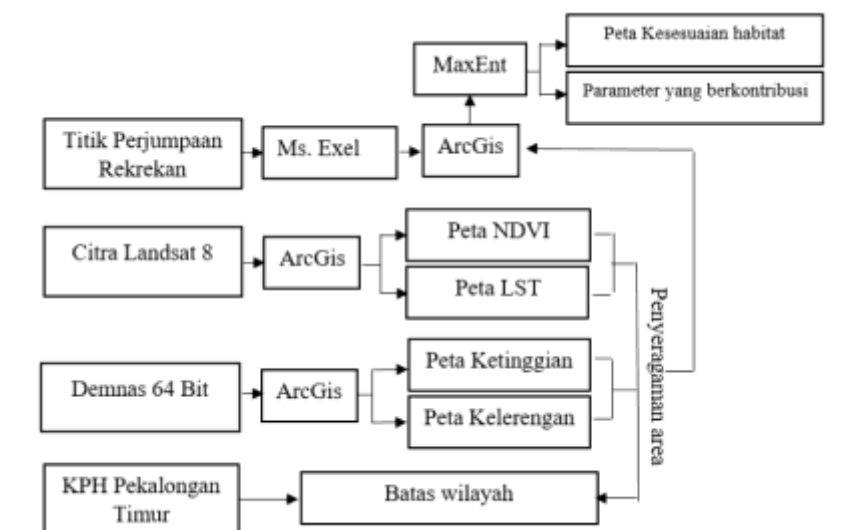 Peta Kesesuaian habitat
MaxEnt
Parameter yang berkontribusi
Titik Perjumpaan
Rekrekan
Ms. Exel
ArcGis
Citra Landsat 8
ArcGis
Peta NDVI
Peta LST
Penyeragaman area
Demnas 64 Bit
ArcGis
Peta Ketinggian
Peta Kelerengan
KPH Pekalongan
Timur
Batas wilayah